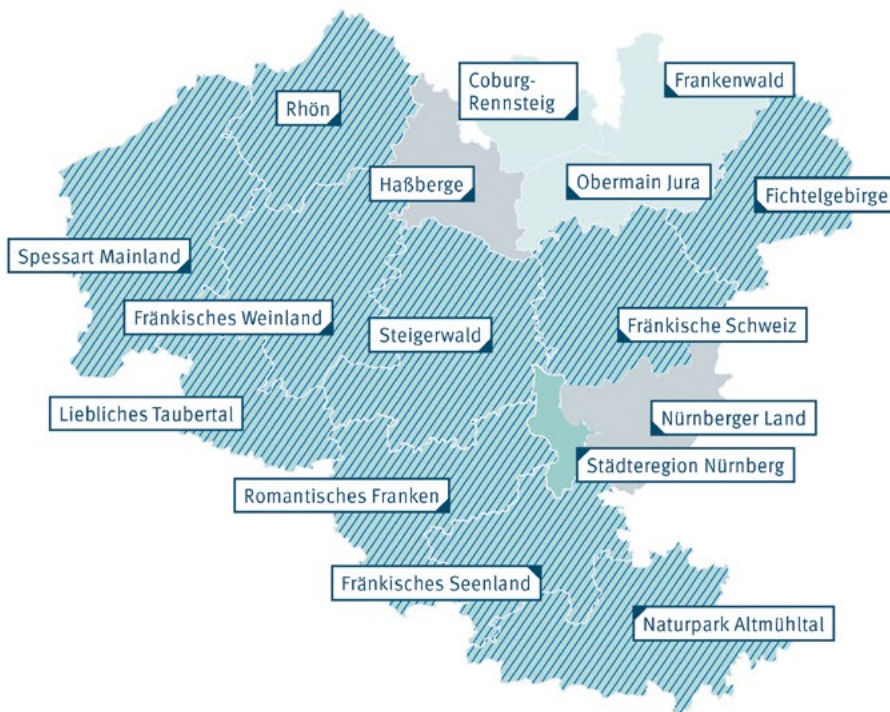 Coburg-
Rennsteig
Frankenwald
Rhön
Haßberge
Obermain Jura
Fichtelgebirge
Spessart Mainland
Fränkisches Weinland
Steigerwald
Fränkische Schweiz
Liebliches Taubertal
Nürnberger Land
Städteregion Nürnberg
Romantisches Franken
Fränkisches Seenland
Naturpark Altmühltal